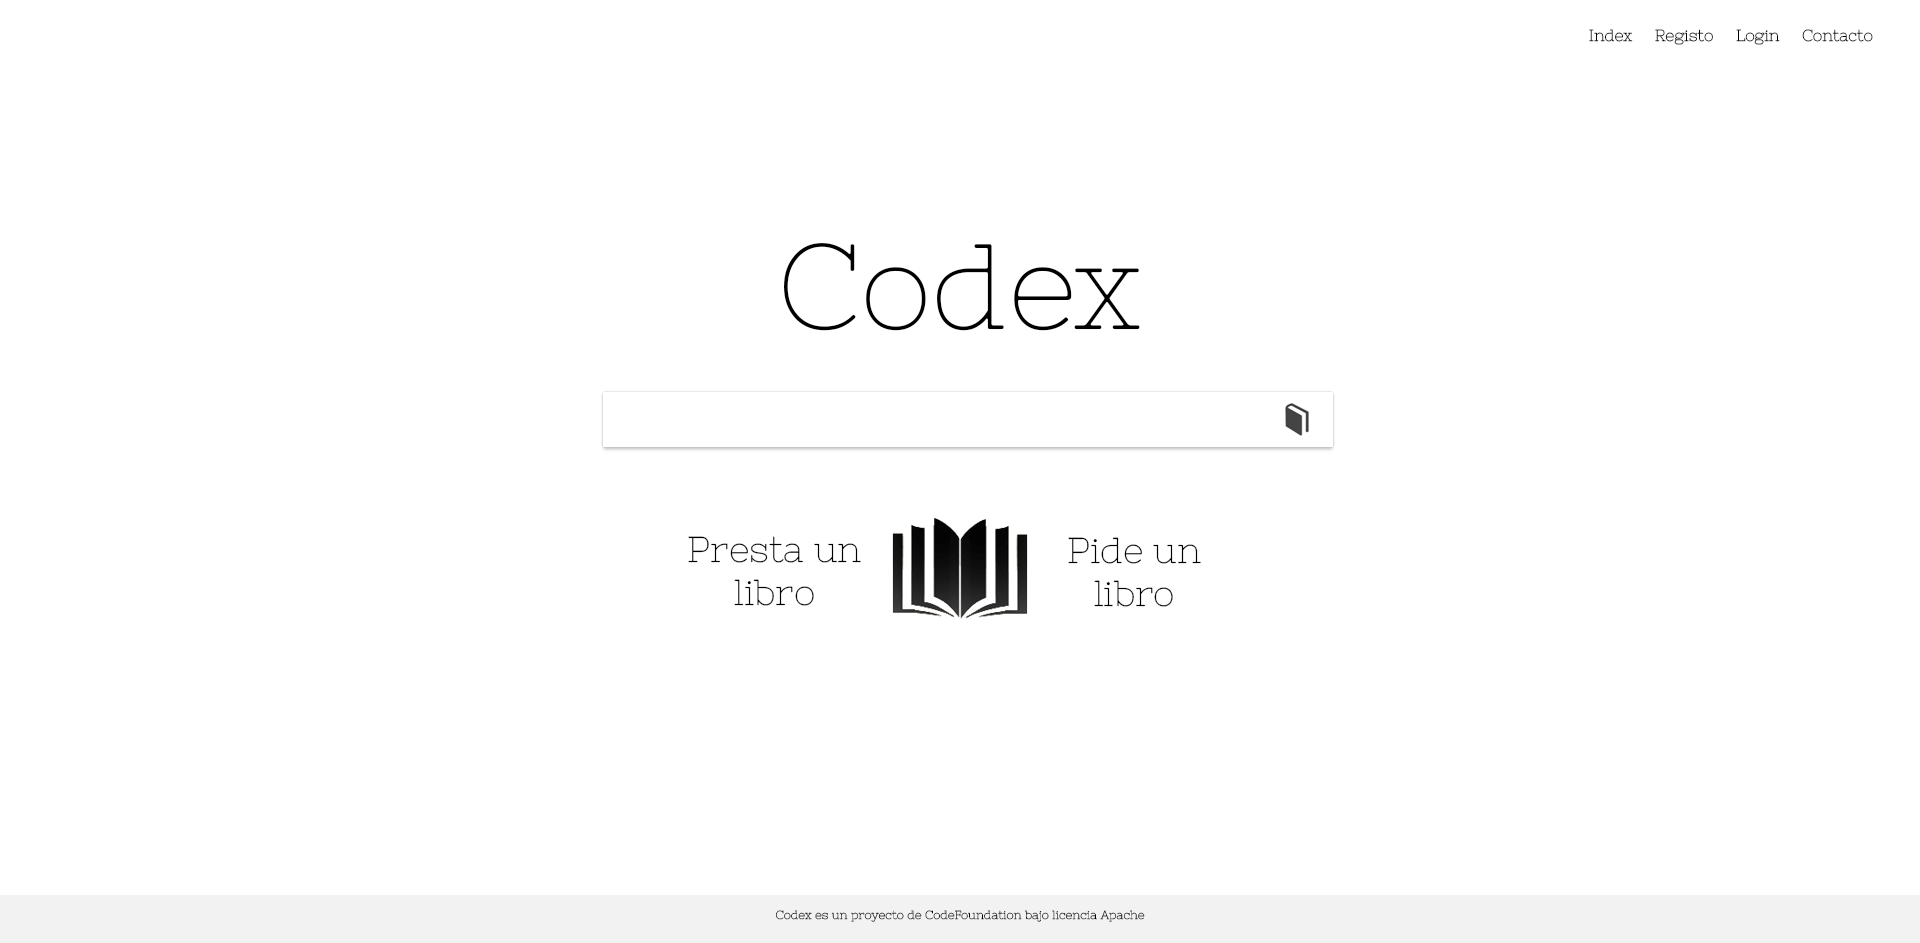 Index Registo Login Contacto
Codex
Presta un
libro
Pide un
libro
Codex es un proyecto de CodeFoundation bajo licencia Apache